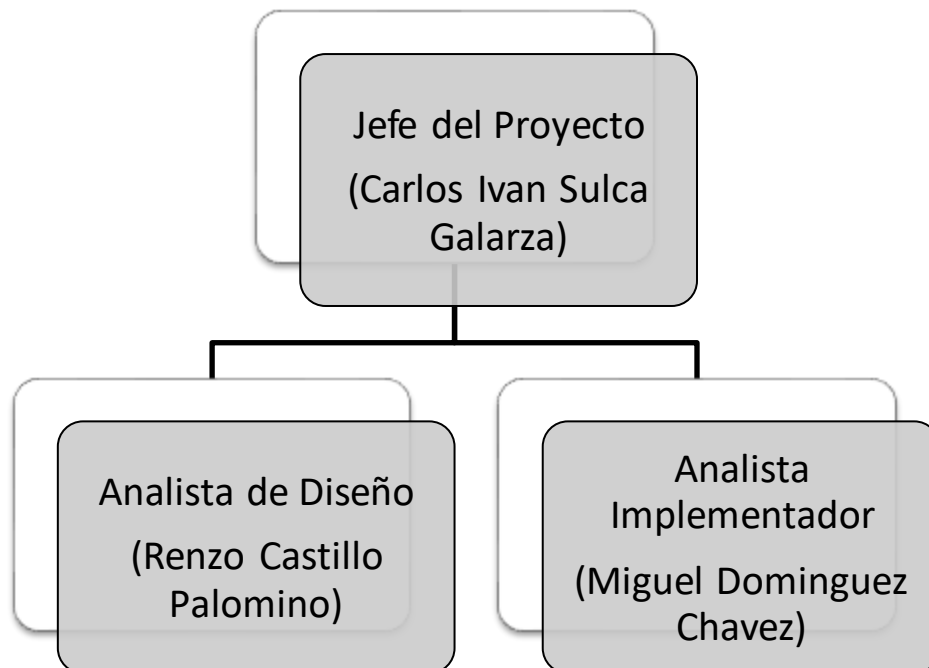 Jefe del Proyecto
(Carlos Ivan Sulca
Galarza)
Analista de Diseño
(Renzo Castillo
Palomino)
Analista
Implementador
(Miguel Dominguez
Chavez)